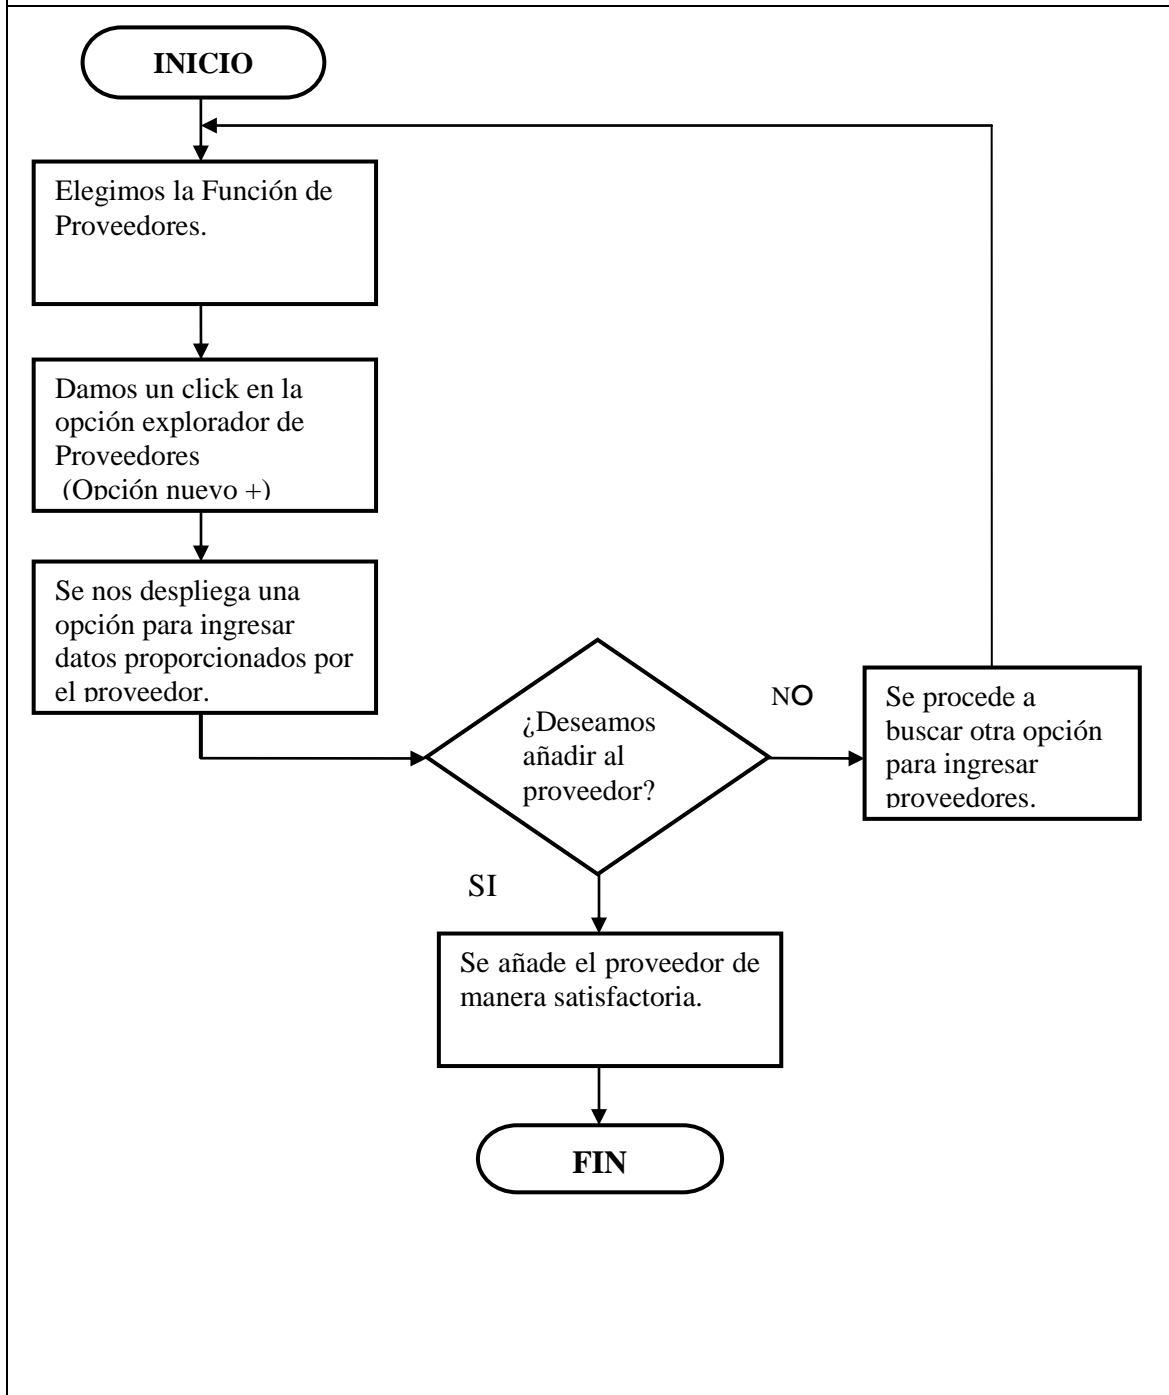 INICIO
Elegimos la Función de
Proveedores.
Damos un click en la
opción explorador de
Proveedores
(Opción nuevo +)
Se nos despliega una
opción para ingresar
datos proporcionados por
el proveedor.
¿Deseamos
añadir al
proveedor?
NO
Se procede a
buscar otra opción
para ingresar
proveedores.
SI
Se añade el proveedor de
manera satisfactoria.
FIN